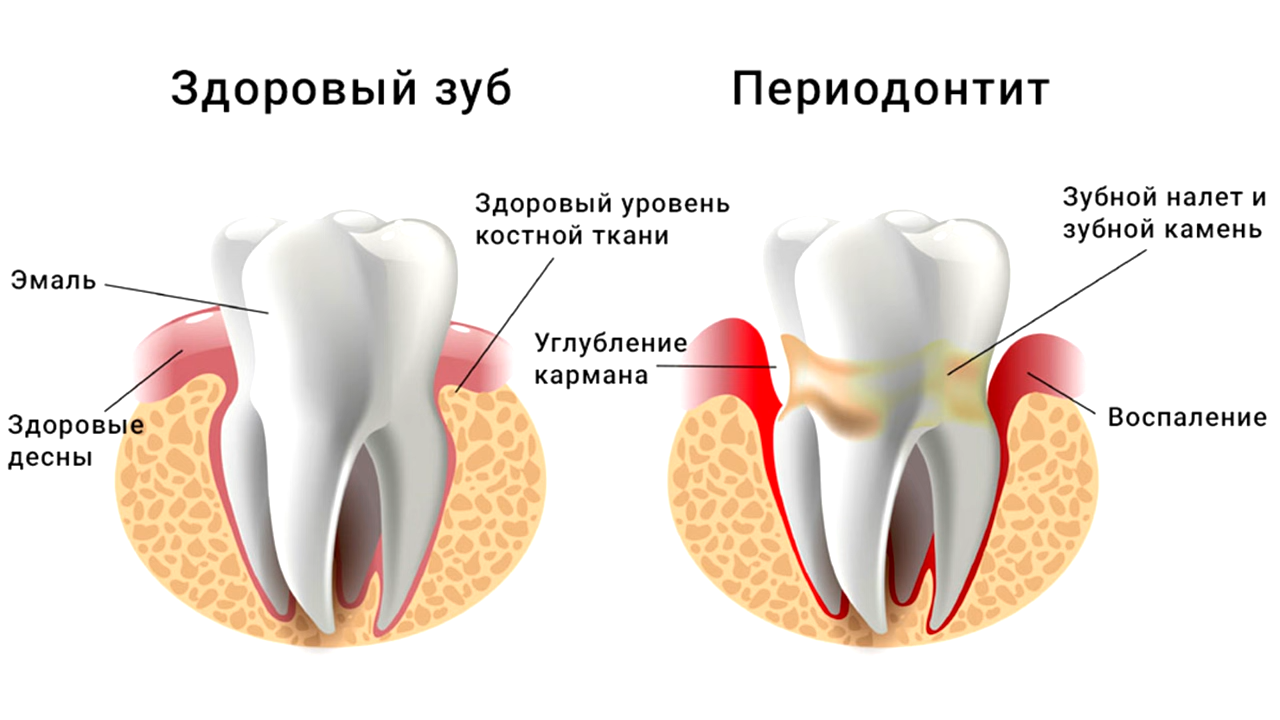 Здоровый зуб
Периодонтит
Здоровый уровень
костной ткани
Эмаль
Здоровые
десны
Зубной налет и
зубной камень
Углубление
кармана
Воспаление